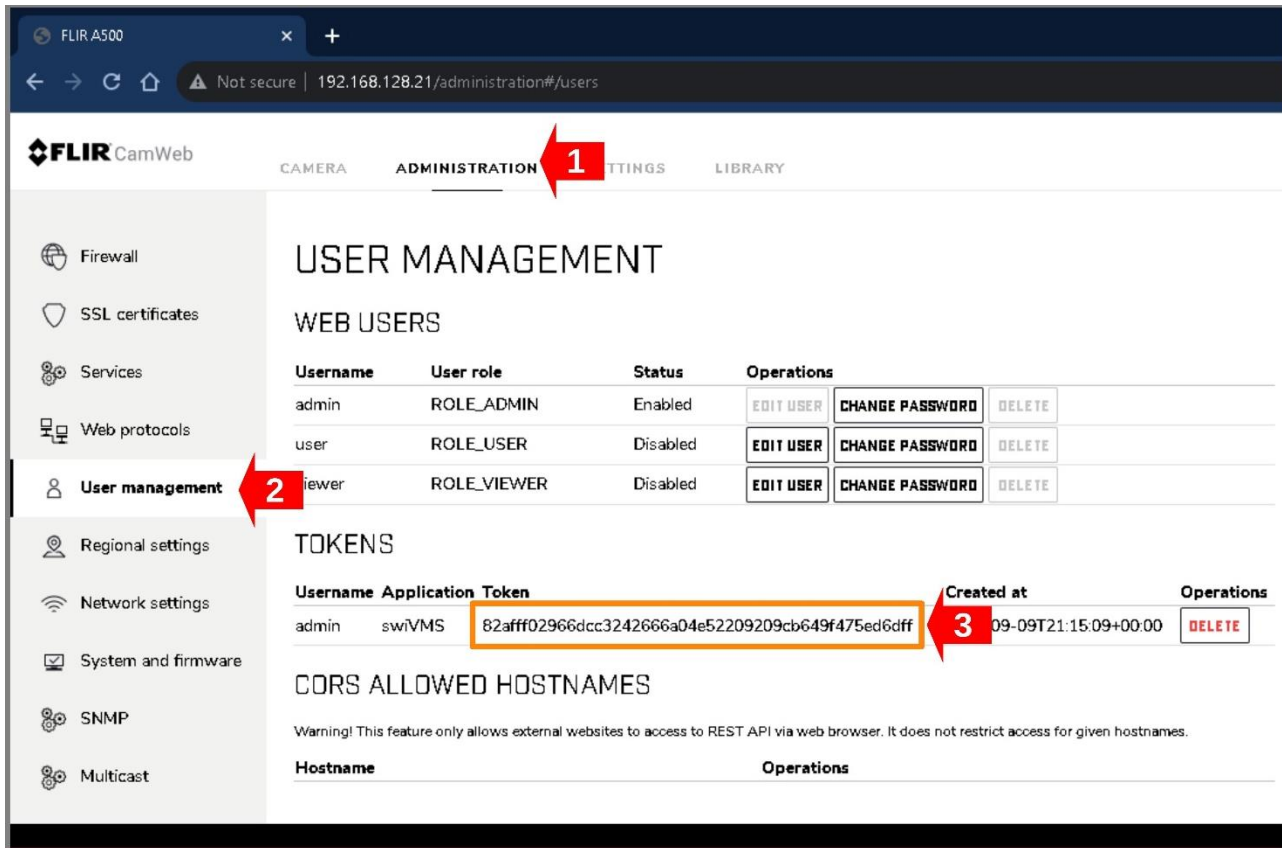 FLIR A500
Not secure | 192.168.128.21/administration#/users
FLIR CamWeb
CAMERA ADMINISTRATION 1 TTINGS LIBRARY
Firewall
SSL certificates
Services
Web protocols
User management 2
Regional settings
Network settings
System and firmware
SNMP
Multicast
USER MANAGEMENT
WEB USERS
Username User role Status Operations
admin ROLE_ADMIN Enabled EDIT USER CHANGE PASSWORD DELETE
user ROLE_USER Disabled EDIT USER CHANGE PASSWORD DELETE
iewer ROLE_VIEWER Disabled EDIT USER CHANGE PASSWORD DELETE
TOKENS
Username Application Token Created at Operations
admin swiVMS 82afff02966dcc3242666a04e52209209cb649f475ed6dff 3 09-09T21:15:09+00:00 DELETE
CORS ALLOWED HOSTNAMES
Warning! This feature only allows external websites to access to REST API via web browser. It does not restrict access for given hostnames.
Hostname Operations